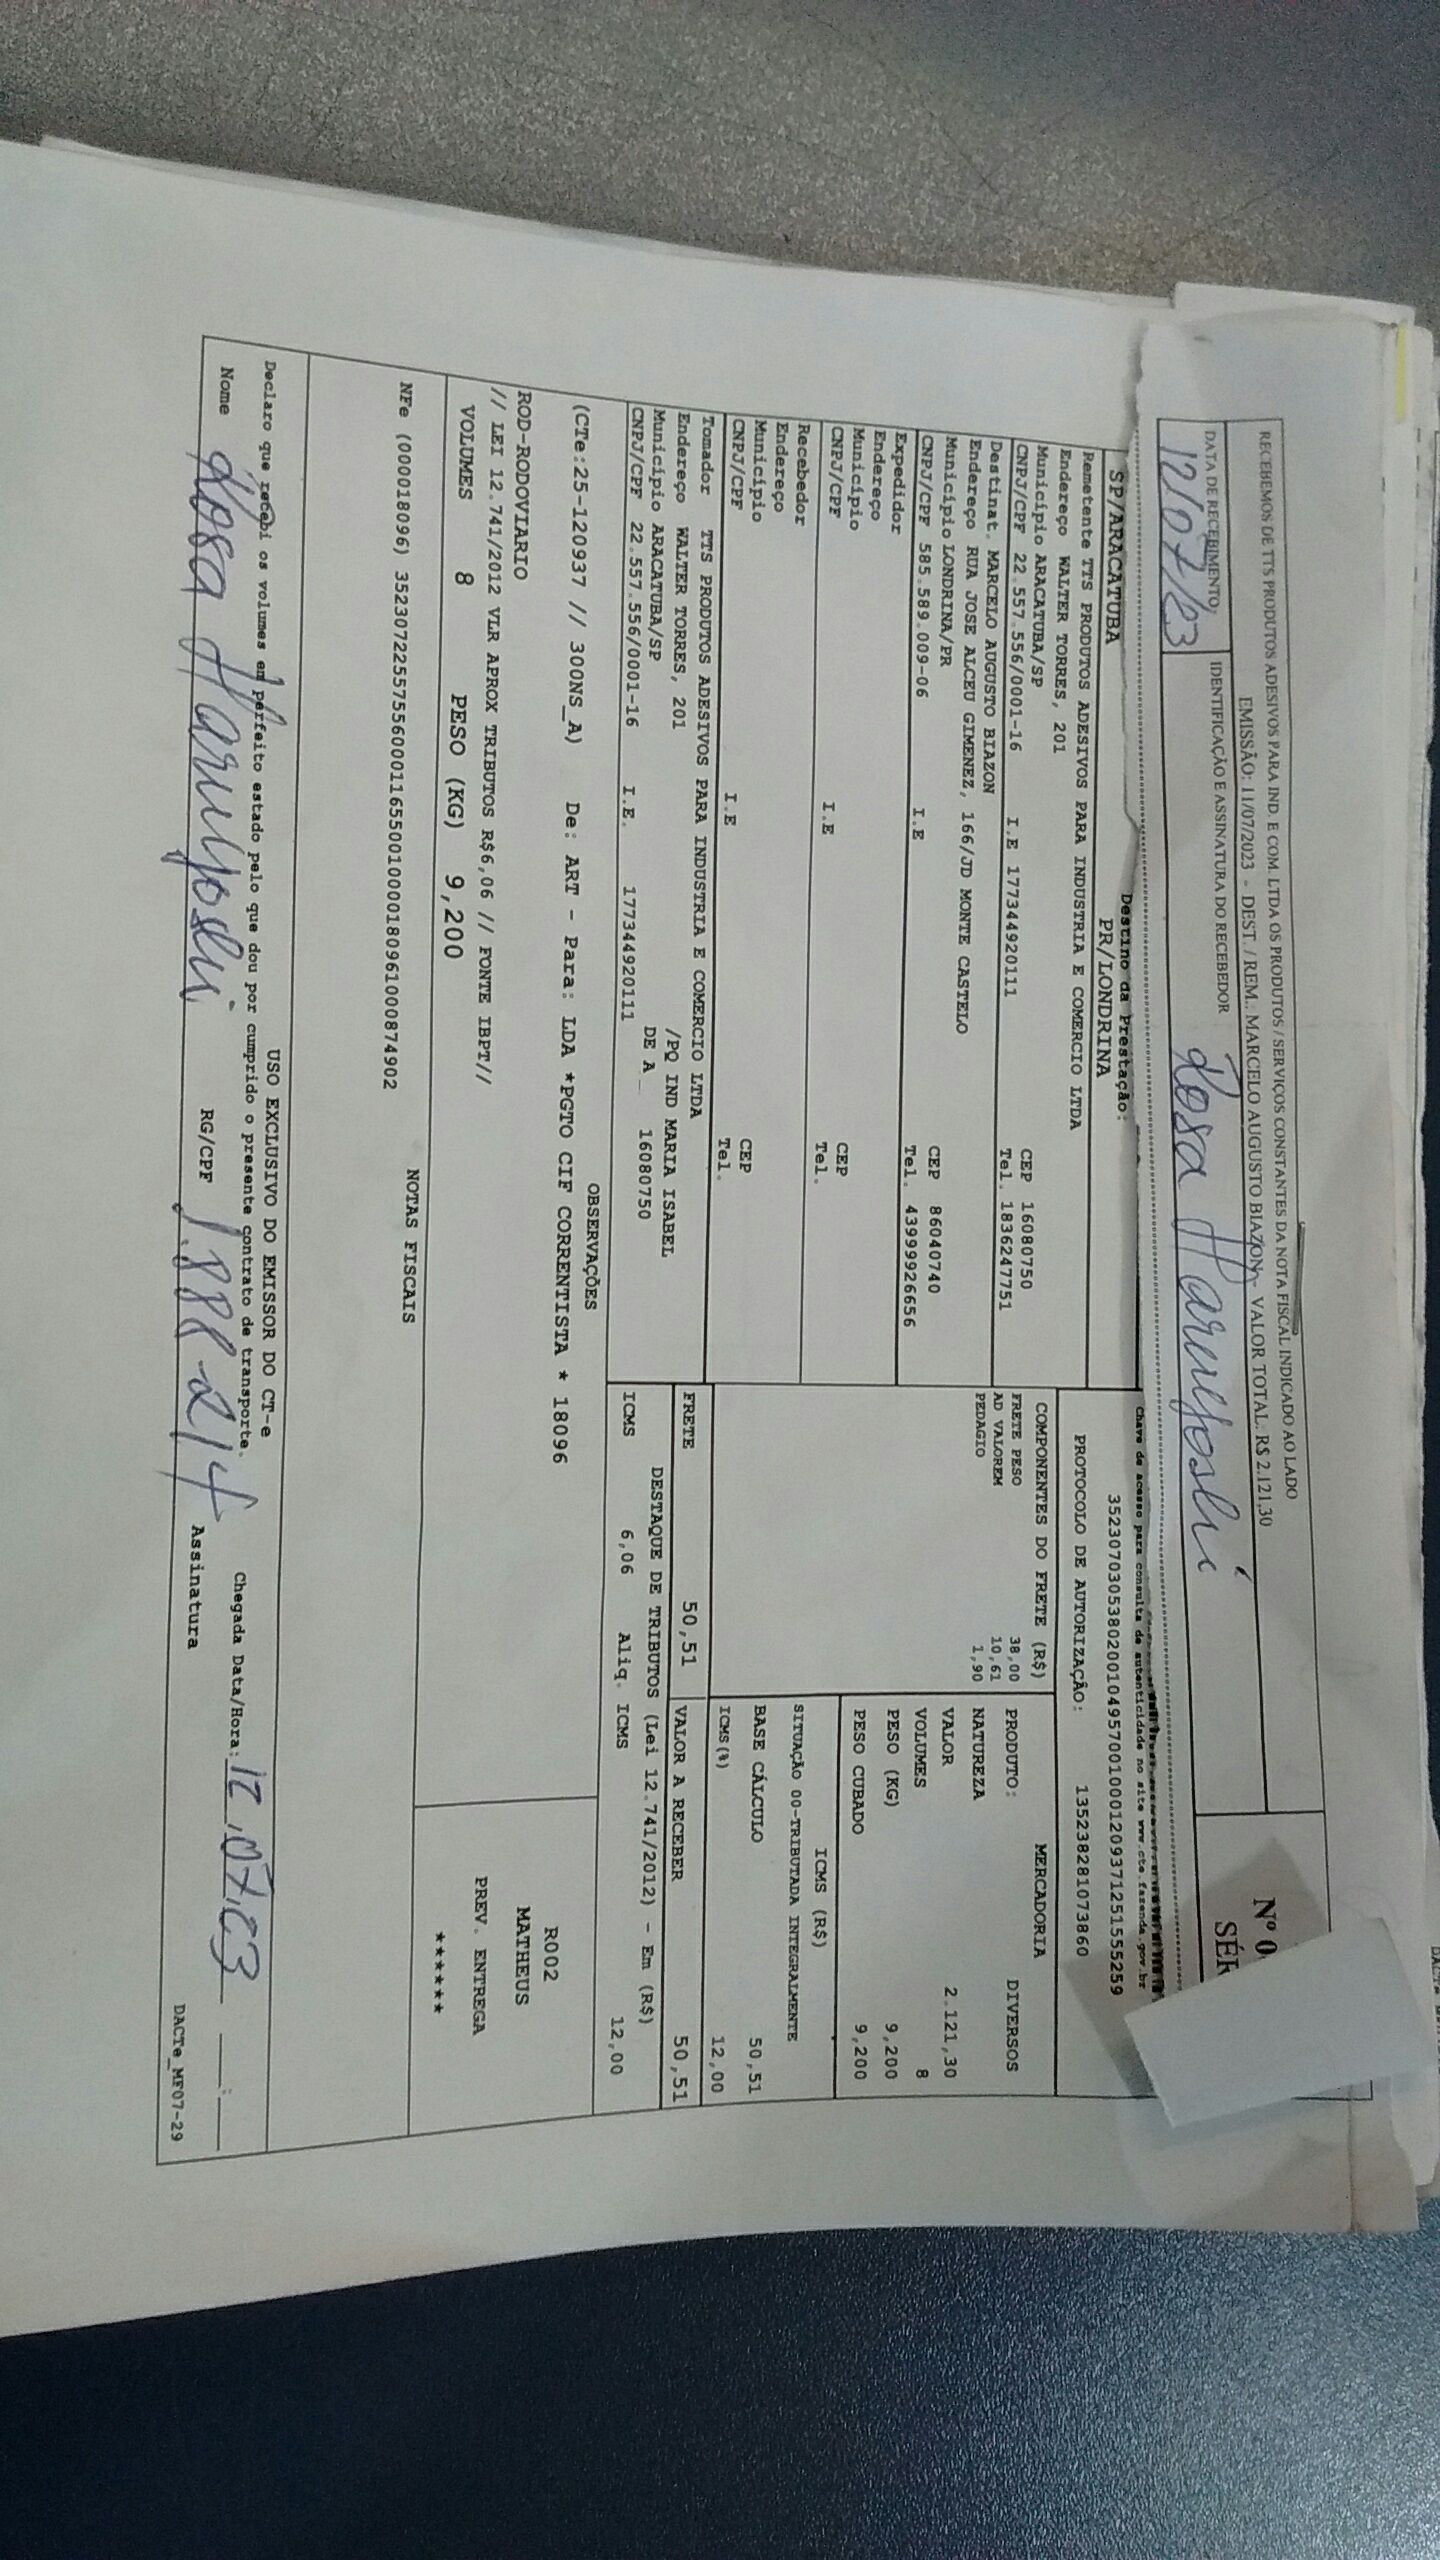 RECEBEMOS DE TTS PRODUTOS ADESIVOS PARA IND. E COM. LTDA OS PRODUTOS / SERVIÇOS CONSTANTES DA NOTA FISCAL INDICADO AO LADO
EMISSÃO: 11/07/2023 - DEST. / REM.: MARCELO AUGUSTO BIAZON - VALOR TOTAL: R$ 2.121,30
DATA DE RECEBIMENTO
IDENTIFICAÇÃO E ASSINATURA DO RECEBEDOR
12/07/23
Rosa Haruyoshi
Nº 0
SÉR
Destino da Prestação:
SP/ARACATUBA PR/LONDRINA
Chave de acesso para consulta de autenticidade no site www.cte.fazenda.gov.br
35230703053802001049570010001209371251555259
PROTOCOLO DE AUTORIZAÇÃO: 135238281073860
Remetente TTS PRODUTOS ADESIVOS PARA INDUSTRIA E COMERCIO LTDA
Endereço WALTER TORRES, 201
Município ARACATUBA/SP CEP 16080750
CNPJ/CPF 22.557.556/0001-16 I.E 177344920111 Tel. 1836247751
Destinat. MARCELO AUGUSTO BIAZON
Endereço RUA JOSE ALCEU GIMENEZ, 166/JD MONTE CASTELO
Município LONDRINA/PR CEP 86040740
CNPJ/CPF 585.589.009-06 I.E Tel. 43999926656
Expedidor
Endereço
Município CEP
CNPJ/CPF I.E Tel.
Recebedor
Endereço
Município CEP
CNPJ/CPF I.E Tel.
Tomador TTS PRODUTOS ADESIVOS PARA INDUSTRIA E COMERCIO LTDA
Endereço WALTER TORRES, 201 /PQ IND MARIA ISABEL
Município ARACATUBA/SP DE A 16080750
CNPJ/CPF 22.557.556/0001-16 I.E. 177344920111
COMPONENTES DO FRETE (R$)
FRETE PESO 38,00
AD VALOREM 10,61
PEDAGIO 1,90
MERCADORIA
PRODUTO: DIVERSOS
NATUREZA
VALOR 2.121,30
VOLUMES 8
PESO (KG) 9,200
PESO CUBADO 9,200
ICMS (R$)
SITUAÇÃO 00-TRIBUTADA INTEGRALMENTE
BASE CÁLCULO 50,51
ICMS(%) 12,00
FRETE 50,51 VALOR A RECEBER 50,51
DESTAQUE DE TRIBUTOS (Lei 12.741/2012) - Em (R$)
ICMS 6,06 Aliq. ICMS 12,00
OBSERVAÇÕES
(CTe:25-120937 // 300NS_A) De: ART - Para: LDA *PGTO CIF CORRENTISTA * 18096
ROD-RODOVIARIO
// LEI 12.741/2012 VLR APROX TRIBUTOS R$6,06 // FONTE IBPT//
VOLUMES 8 PESO (KG) 9,200
R002
MATHEUS
PREV. ENTREGA
*******
NOTAS FISCAIS
NFe (000018096) 35230722557556000116550010000180961000874902
USO EXCLUSIVO DO EMISSOR DO CT-e
Declaro que recebi os volumes em perfeito estado pelo que dou por cumprido o presente contrato de transporte.
Chegada Data/Hora: 12.07.23 __:__
Nome Rosa Haruyoshi RG/CPF 1.888-214 Assinatura
DACTe_MF07-29